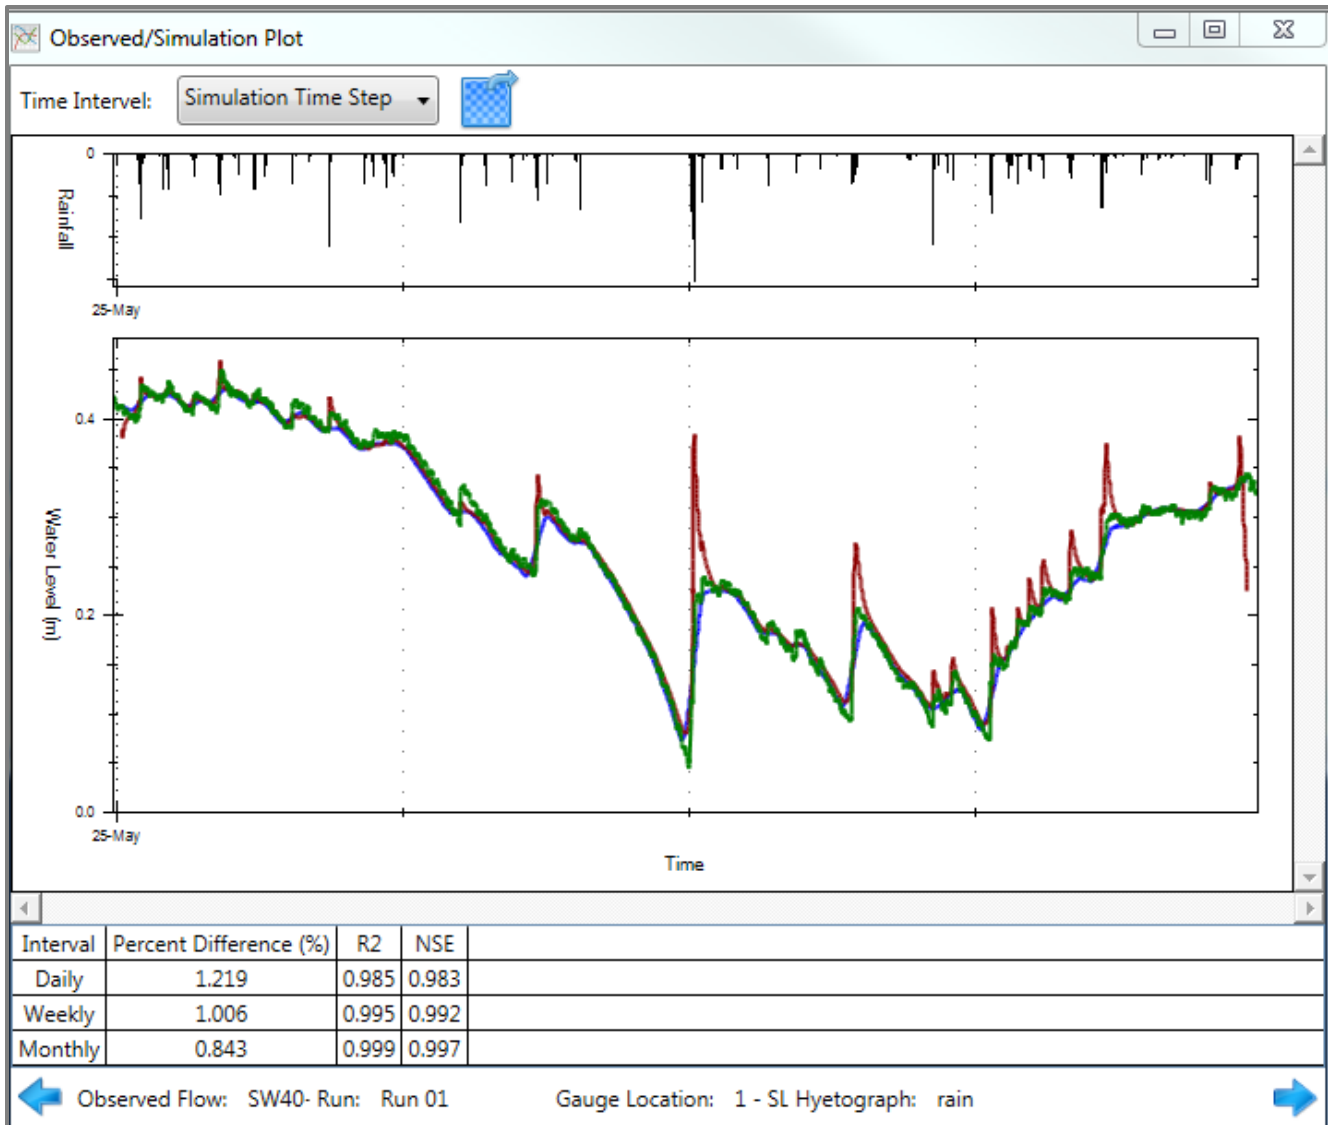 Observed/Simulation Plot
Time Intervel: Simulation Time Step
0
Rainfall
25-May
0.4
0.2
0.0
Water Level (m)
25-May
Time
Interval Percent Difference (%) R2 NSE
Daily 1.219 0.985 0.983
Weekly 1.006 0.995 0.992
Monthly 0.843 0.999 0.997
Observed Flow: SW40- Run: Run 01 Gauge Location: 1 - SL Hyetograph: rain